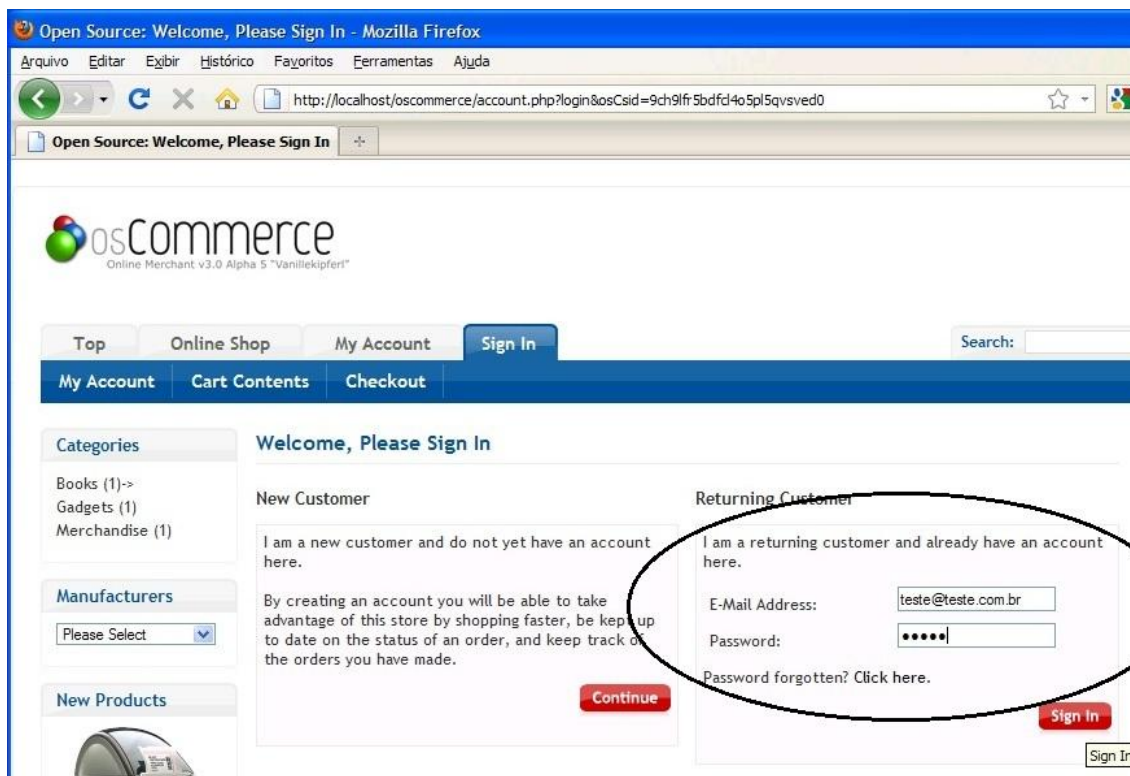 Open Source: Welcome, Please Sign In - Mozilla Firefox
Arquivo Editar Exibir Histórico Favoritos Ferramentas Ajuda
http://localhost/oscommerce/account.php?login&osCsid=9ch9lfr5bdfcl4o5pl5qvsved0
Open Source: Welcome, Please Sign In
osCommerce
Online Merchant v3.0 Alpha 5 "Vanillekipferl"
Top Online Shop My Account Sign In Search:
My Account Cart Contents Checkout
Categories
Books (1)->
Gadgets (1)
Merchandise (1)
Manufacturers
Please Select
New Products
Welcome, Please Sign In
New Customer
I am a new customer and do not yet have an account
here.
By creating an account you will be able to take
advantage of this store by shopping faster, be kept up
to date on the status of an order, and keep track of
the orders you have made.
Continue
Returning Customer
I am a returning customer and already have an account
here.
E-Mail Address: teste@teste.com.br
Password: •••••
Password forgotten? Click here.
Sign In
Sign In